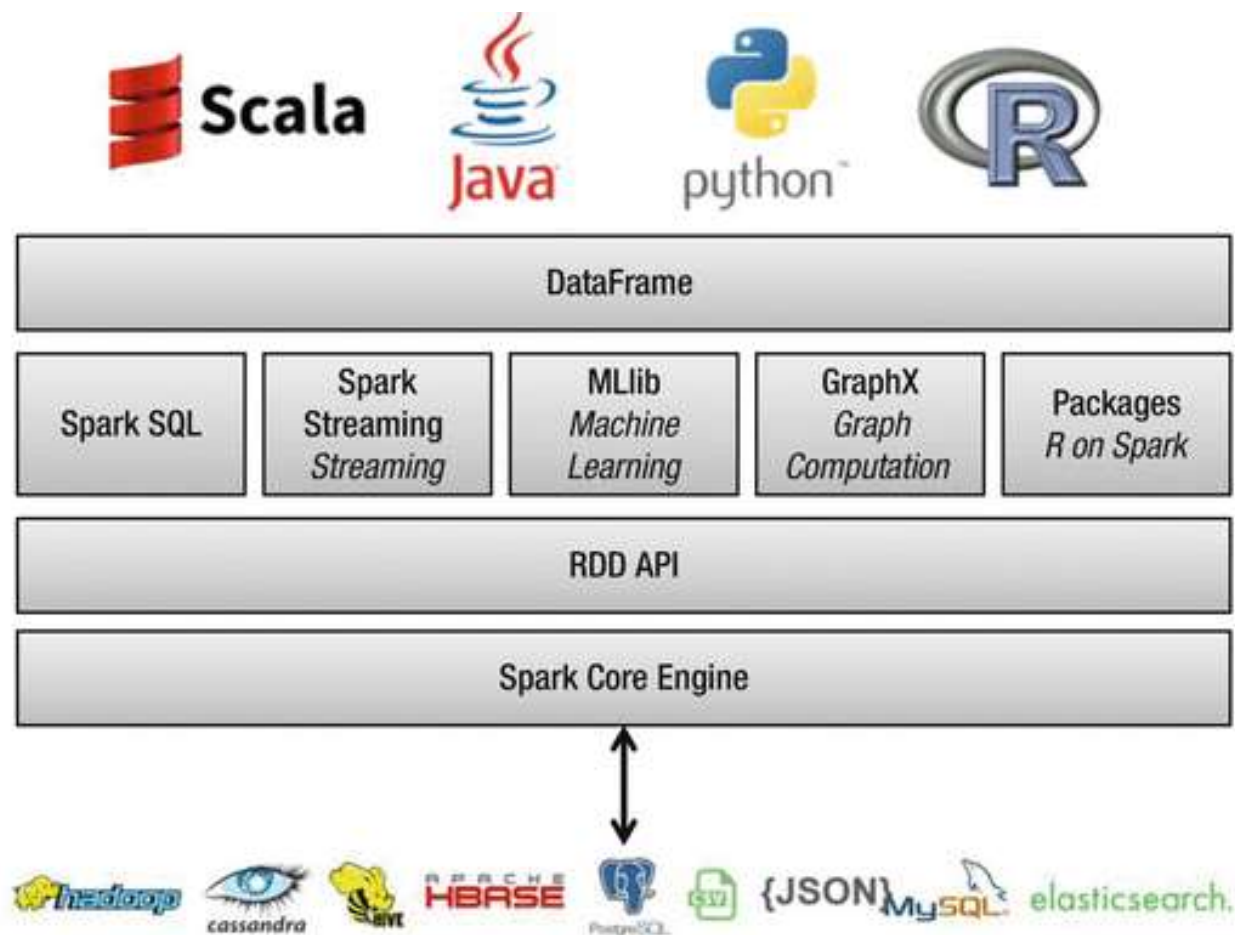 Scala
Java
python™
R
DataFrame
Spark SQL
Spark
Streaming
Streaming
MLlib
Machine
Learning
GraphX
Graph
Computation
Packages
R on Spark
RDD API
Spark Core Engine
hadoop
cassandra
HIVE
APACHE
HBASE
PostgreSQL
CSV
{JSON}
MySQL
elasticsearch.